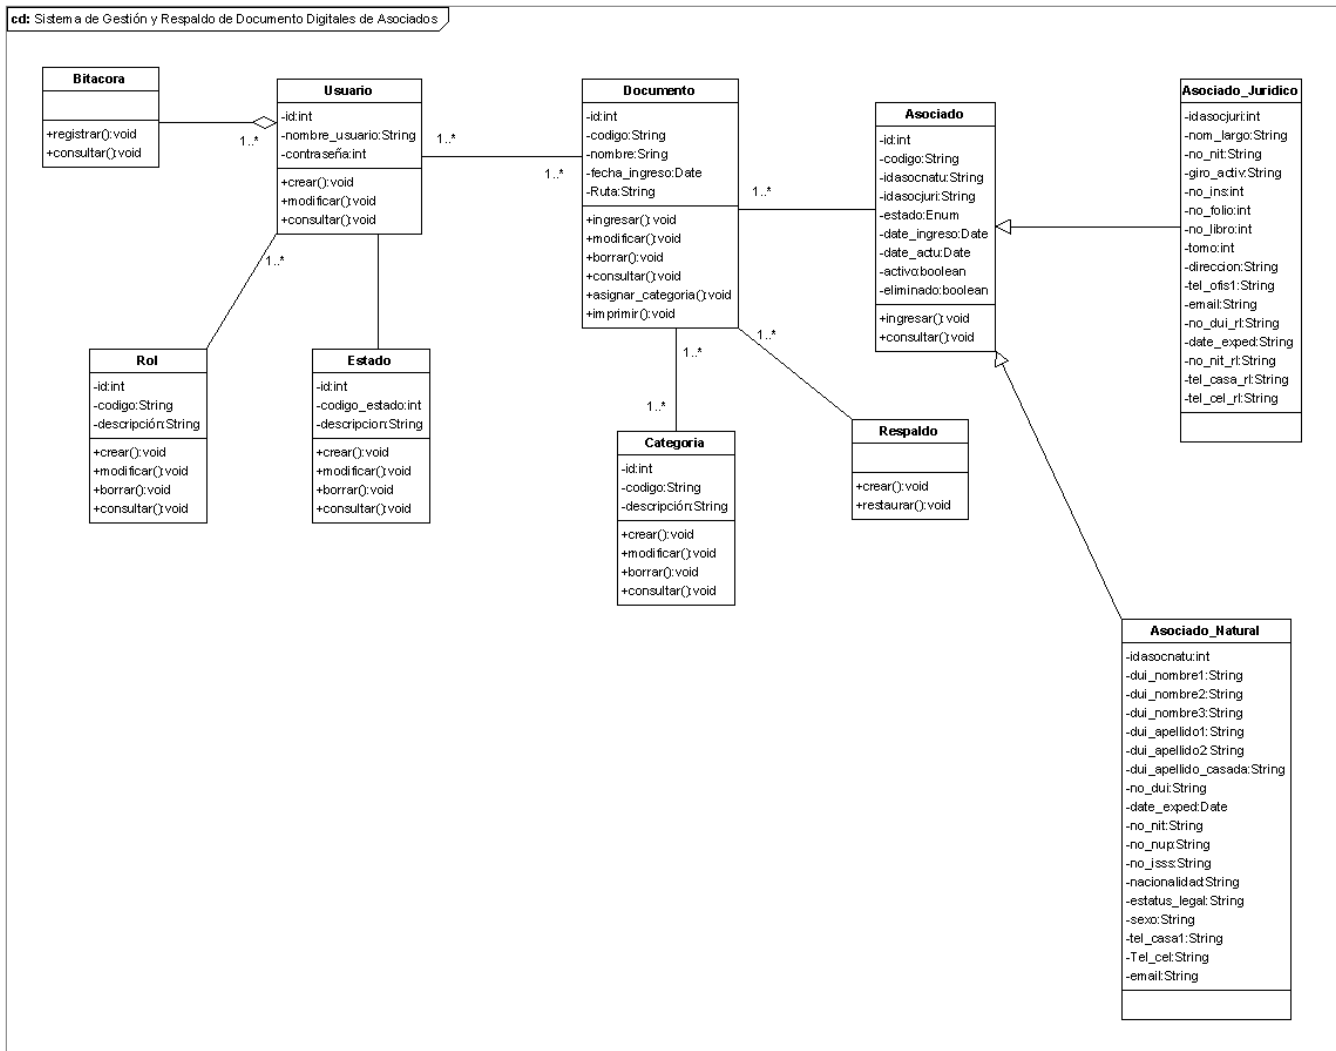 cd: Sistema de Gestión y Respaldo de Documento Digitales de Asociados
Bitacora
+registrar():void
+consultar():void
1..*
Usuario
-id:int
-nombre_usuario:String
-contraseña:int
+crear():void
+modificar():void
+consultar():void
1..*
1..*
1..*
Documento
-id:int
-codigo:String
-nombre:Sring
-fecha_ingreso:Date
-Ruta:String
+ingresar():void
+modificar():void
+borrar():void
+consultar():void
+asignar_categoria():void
+imprimir():void
1..*
1..*
1..*
1..*
Asociado
-id:int
-codigo:String
-idasocnatu:String
-idasocjuri:String
-estado:Enum
-date_ingreso:Date
-date_actu:Date
-activo:boolean
-eliminado:boolean
+ingresar():void
+consultar():void
Asociado_Juridico
-idasocjuri:int
-nom_largo:String
-no_nit:String
-giro_activ:String
-no_ins:int
-no_folio:int
-no_libro:int
-tomo:int
-direccion:String
-tel_ofis1:String
-email:String
-no_dui_rl:String
-date_exped:String
-no_nit_rl:String
-tel_casa_rl:String
-tel_cel_rl:String
Rol
-id:int
-codigo:String
-descripción:String
+crear():void
+modificar():void
+borrar():void
+consultar():void
Estado
-id:int
-codigo_estado:int
-descripcion:String
+crear():void
+modificar():void
+borrar():void
+consultar():void
Categoria
-id:int
-codigo:String
-descripción:String
+crear():void
+modificar():void
+borrar():void
+consultar():void
Respaldo
+crear():void
+restaurar():void
Asociado_Natural
-idasocnatu:int
-dui_nombre1:String
-dui_nombre2:String
-dui_nombre3:String
-dui_apellido1:String
-dui_apellido2:String
-dui_apellido_casada:String
-no_dui:String
-date_exped:Date
-no_nit:String
-no_nup:String
-no_isss:String
-nacionalidad:String
-estatus_legal:String
-sexo:String
-tel_casa1:String
-Tel_cel:String
-email:String